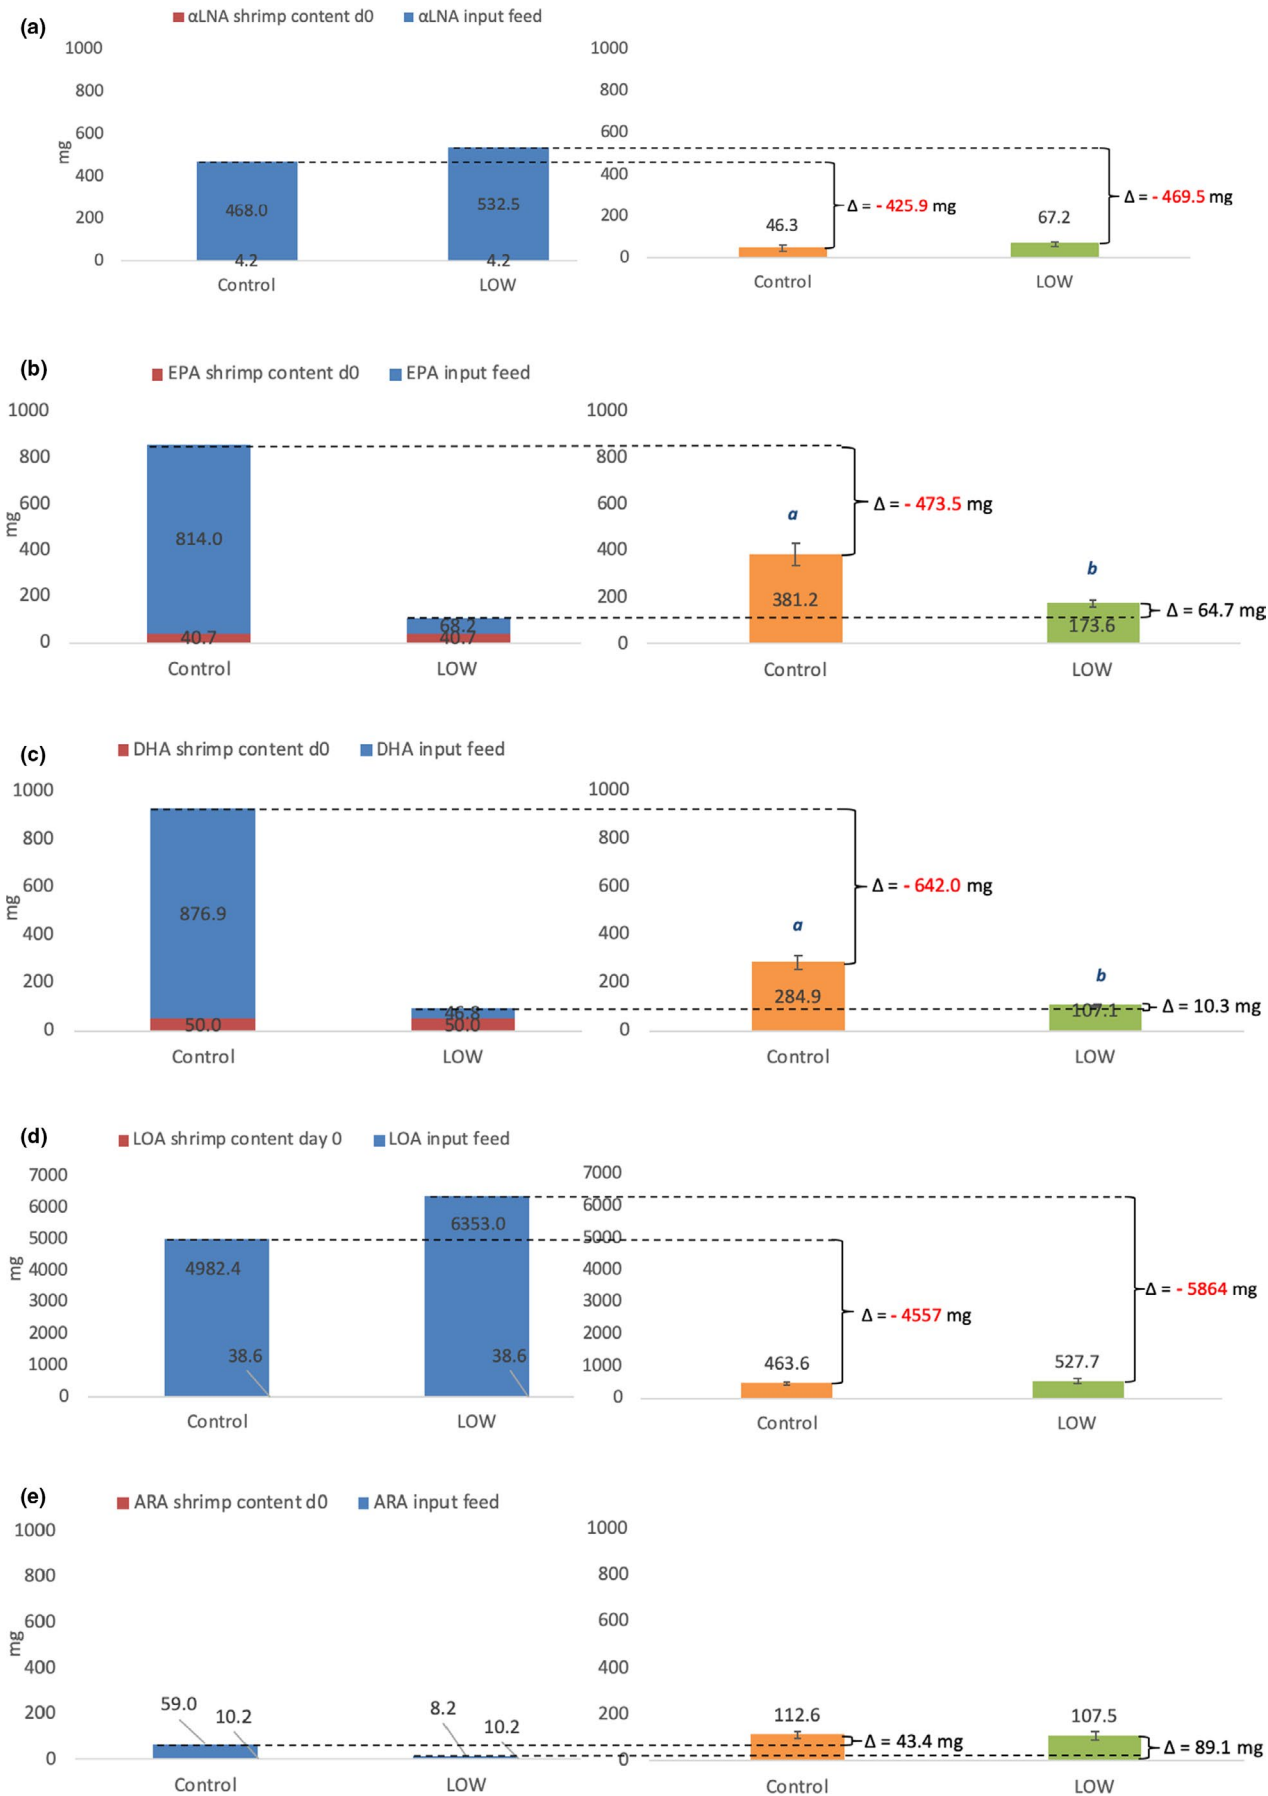 (a)
αLNA shrimp content d0 αLNA input feed
1000 1000
800 800
600 600
400 400
200 200
0 0
mg
468.0 532.5
4.2 4.2
Control LOW
46.3 67.2
Δ = - 425.9 mg
Δ = - 469.5 mg
Control LOW
(b)
EPA shrimp content d0 EPA input feed
1000 1000
800 800
600 600
400 400
200 200
0 0
mg
814.0 68.2
40.7 40.7
Control LOW
a b
381.2 173.6
Δ = - 473.5 mg
Δ = 64.7 mg
Control LOW
(c)
DHA shrimp content d0 DHA input feed
1000 1000
800 800
600 600
400 400
200 200
0 0
mg
876.9 46.8
50.0 50.0
Control LOW
a b
284.9 107.1
Δ = - 642.0 mg
Δ = 10.3 mg
Control LOW
(d)
LOA shrimp content day 0 LOA input feed
7000 7000
6000 6000
5000 5000
4000 4000
3000 3000
2000 2000
1000 1000
0 0
mg
4982.4 6353.0
38.6 38.6
Control LOW
463.6 527.7
Δ = - 4557 mg
Δ = - 5864 mg
Control LOW
(e)
ARA shrimp content d0 ARA input feed
1000 1000
800 800
600 600
400 400
200 200
0 0
mg
59.0 10.2 8.2 10.2
Control LOW
112.6 107.5
Δ = 43.4 mg
Δ = 89.1 mg
Control LOW